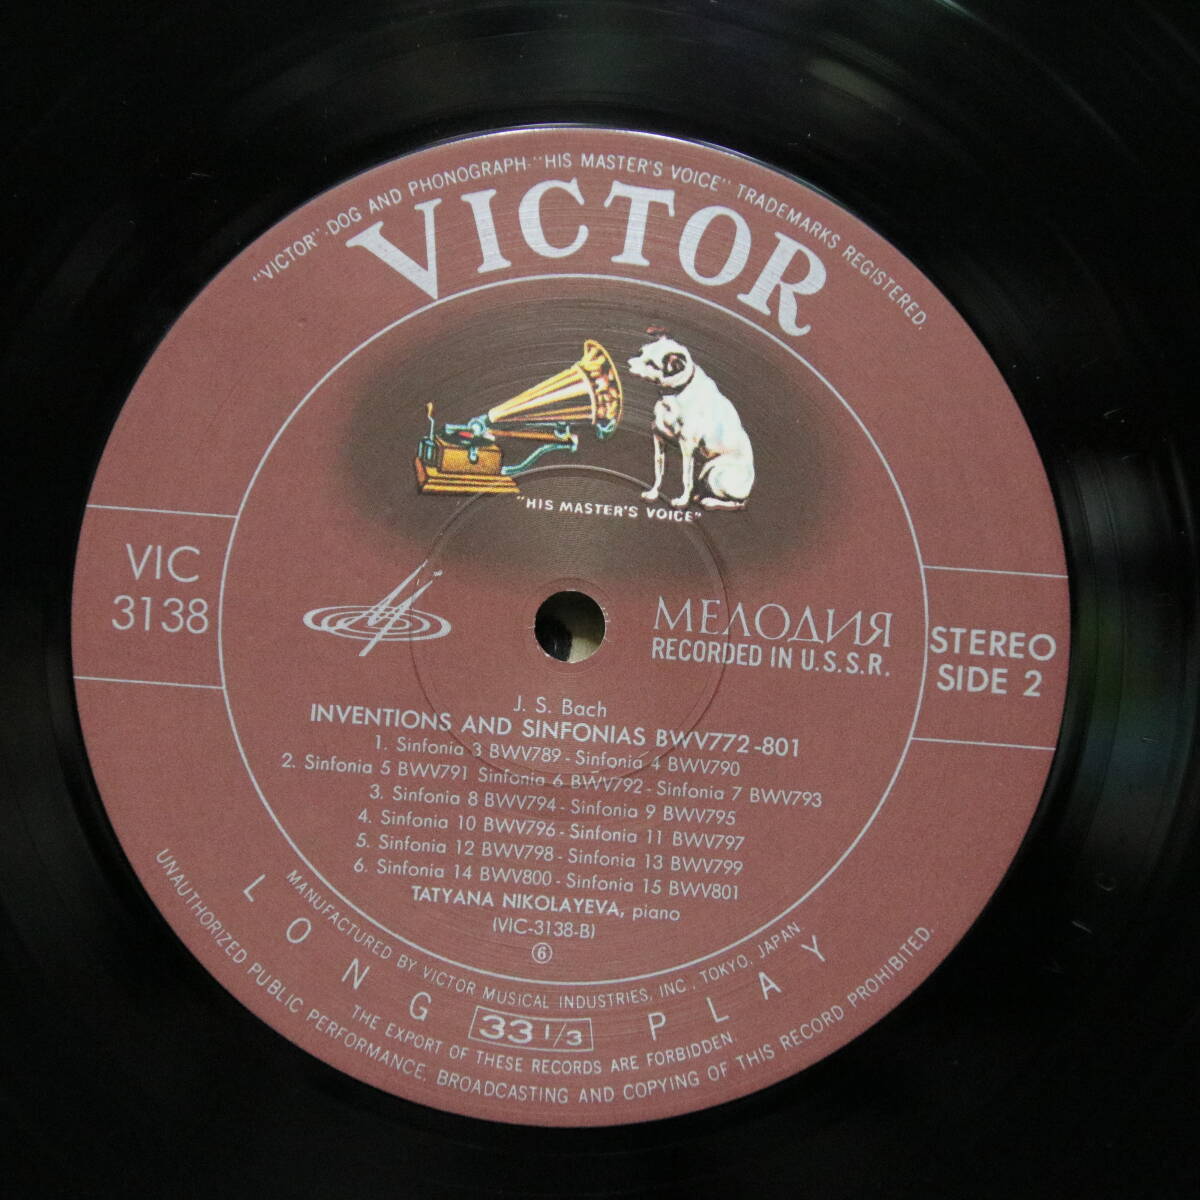 "VICTOR"-DOG AND PHONOGRAPH-"HIS MASTER'S VOICE" TRADEMARKS REGISTERED.
VICTOR
"HIS MASTER'S VOICE"
VIC
3138
МЕЛОДИЯ
RECORDED IN U.S.S.R.
STEREO
SIDE 2
J. S. Bach
INVENTIONS AND SINFONIAS BWV772-801
1. Sinfonia 3 BWV789 - Sinfonia 4 BWV790
2. Sinfonia 5 BWV791 Sinfonia 6 BWV792 - Sinfonia 7 BWV793
3. Sinfonia 8 BWV794 - Sinfonia 9 BWV795
4. Sinfonia 10 BWV796 - Sinfonia 11 BWV797
5. Sinfonia 12 BWV798 - Sinfonia 13 BWV799
6. Sinfonia 14 BWV800 - Sinfonia 15 BWV801
TATYANA NIKOLAYEVA, piano
(VIC-3138-B)
⑥
MANUFACTURED BY VICTOR MUSICAL INDUSTRIES, INC., TOKYO, JAPAN
LONG 33 1/3 PLAY
THE EXPORT OF THESE RECORDS ARE FORBIDDEN.
UNAUTHORIZED PUBLIC PERFORMANCE, BROADCASTING AND COPYING OF THIS RECORD PROHIBITED.